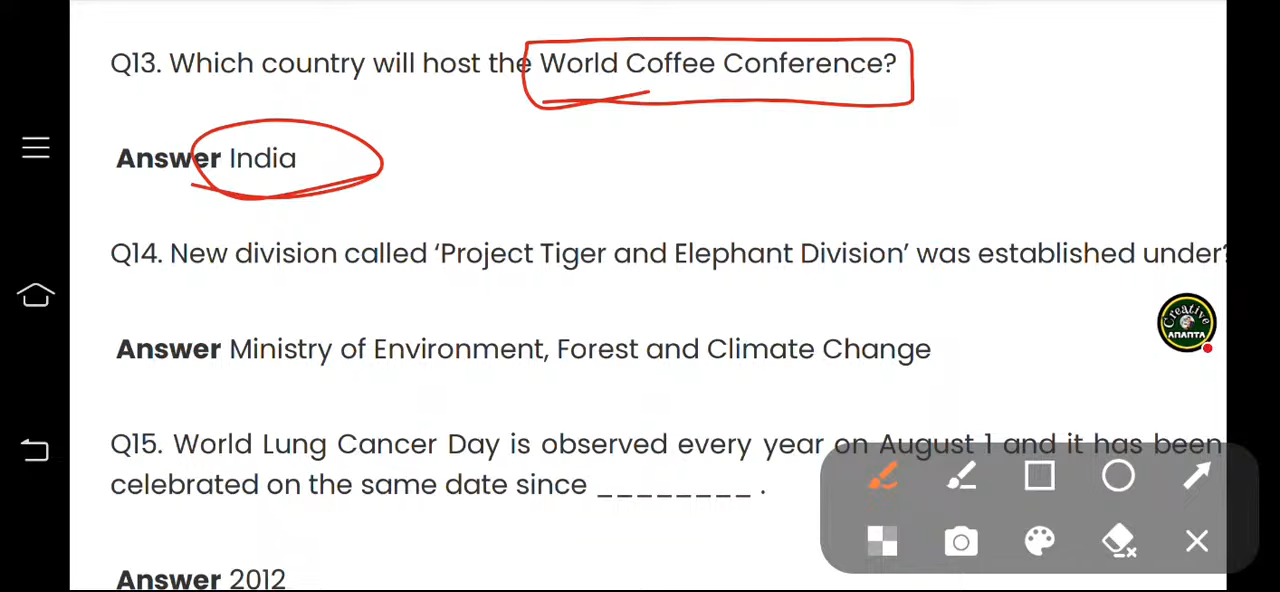 Q13. Which country will host the World Coffee Conference?
Answer India
Q14. New division called ‘Project Tiger and Elephant Division’ was established under?
Creative
ANANTA
Answer Ministry of Environment, Forest and Climate Change
Q15. World Lung Cancer Day is observed every year on August 1 and it has been
celebrated on the same date since ________ .
Answer 2012